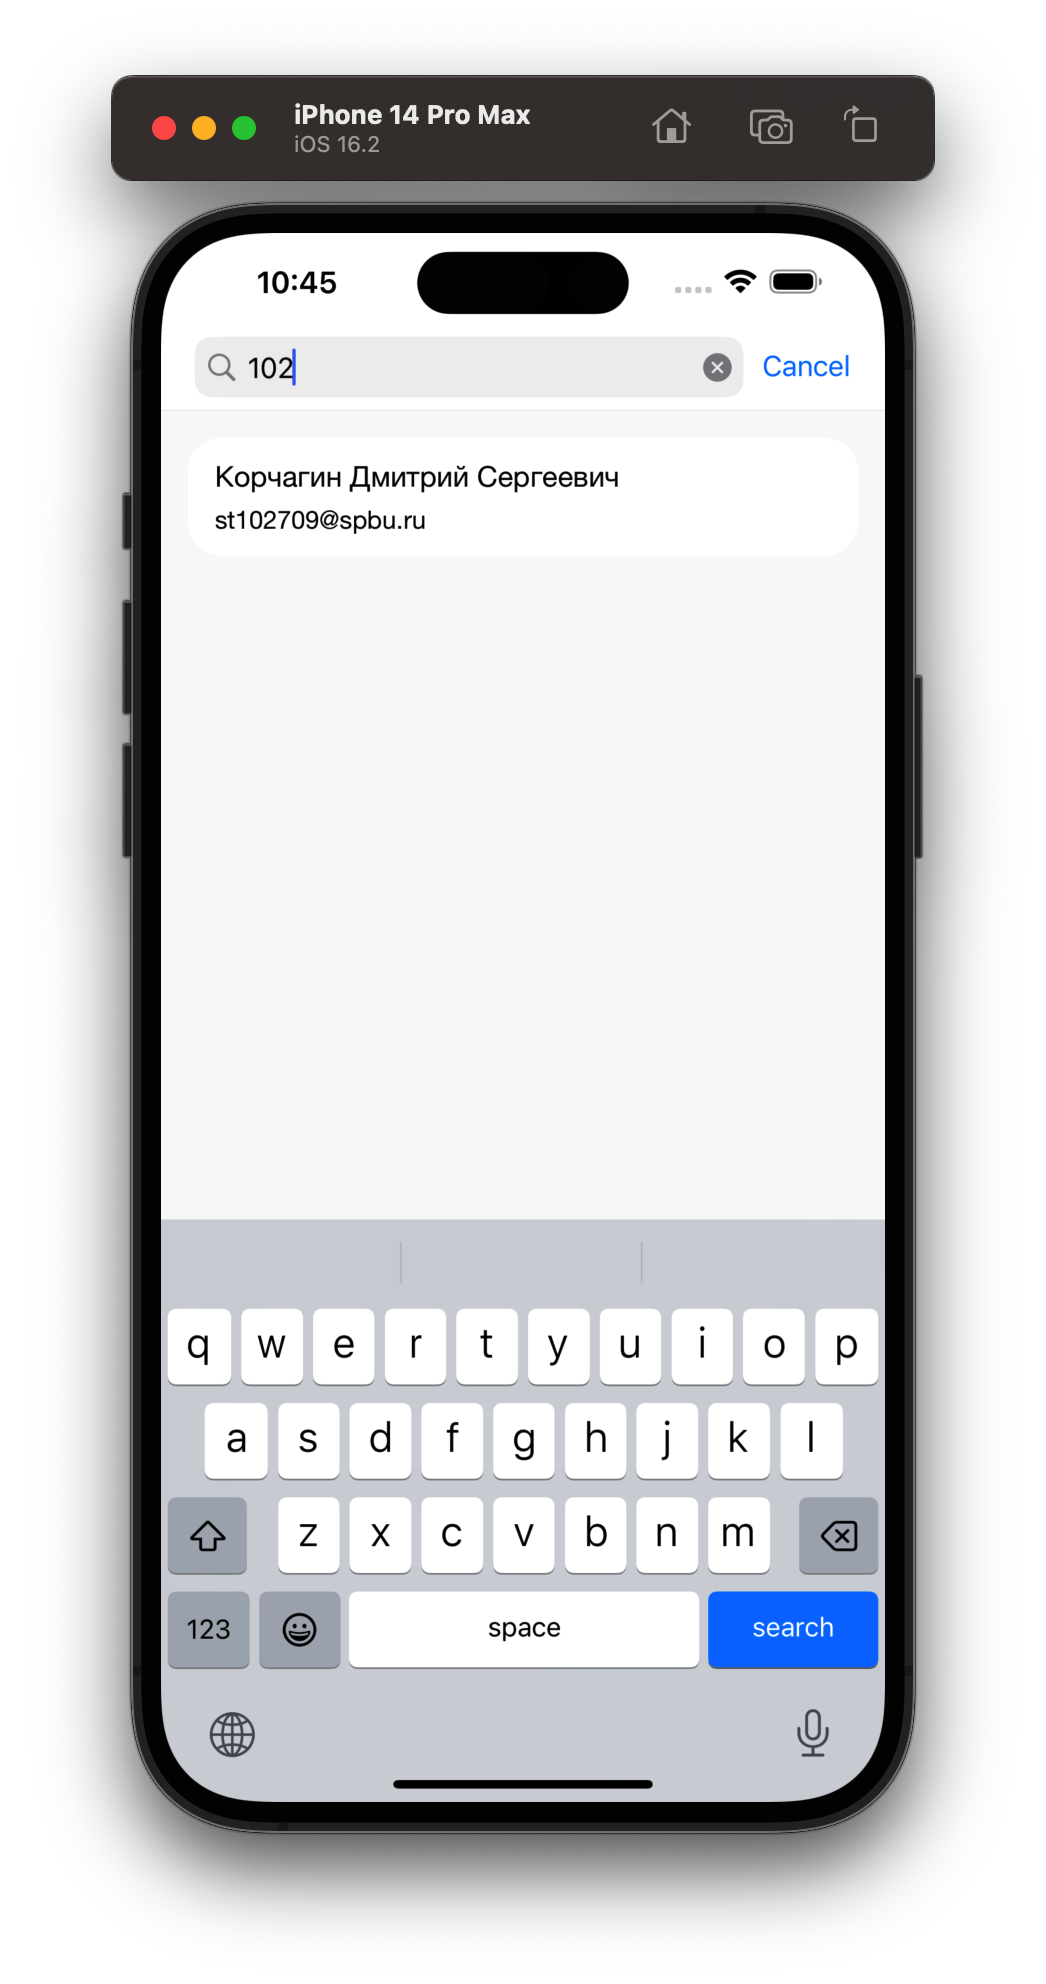 iPhone 14 Pro Max
iOS 16.2
10:45
102
Cancel
Корчагин Дмитрий Сергеевич
st102709@spbu.ru
q w e r t y u i o p
a s d f g h j k l
z x c v b n m
123 space search